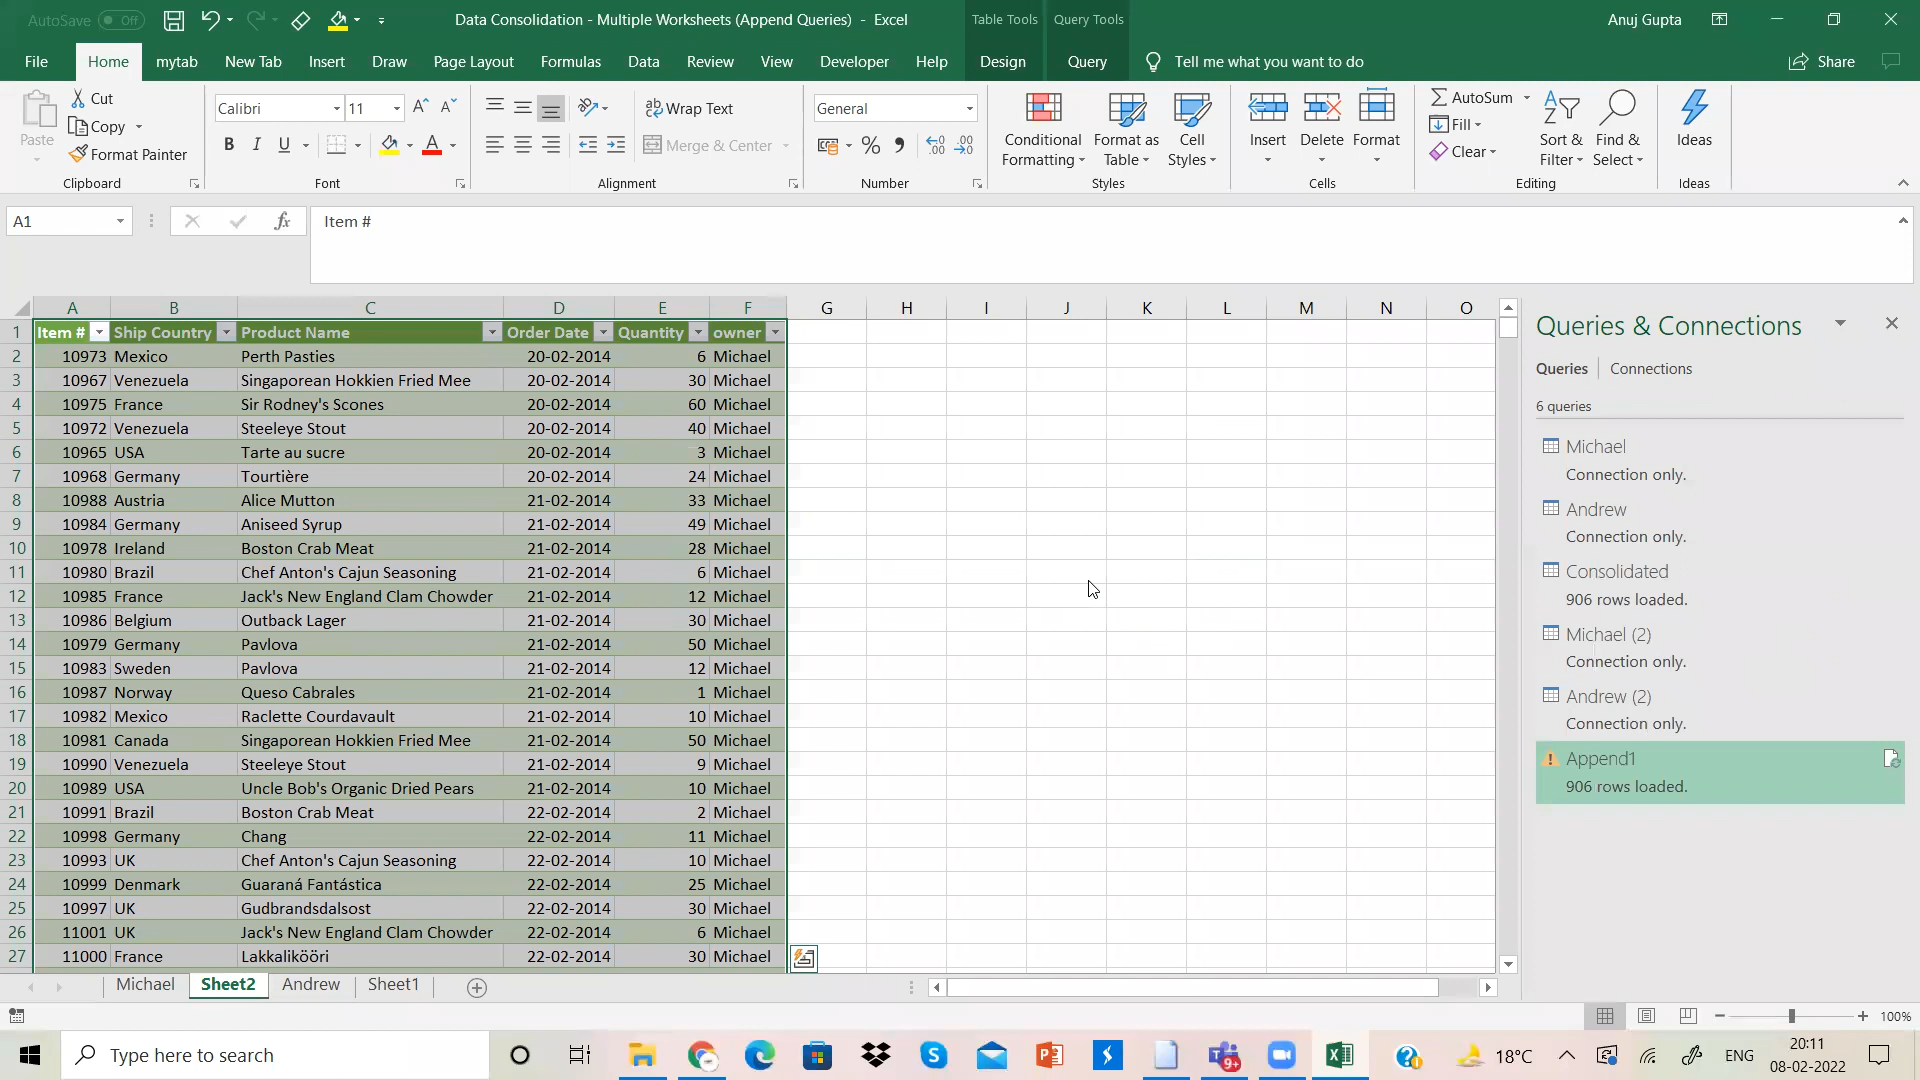 AutoSave Off
Data Consolidation - Multiple Worksheets (Append Queries) - Excel
Table Tools Query Tools
Anuj Gupta
File Home mytab New Tab Insert Draw Page Layout Formulas Data Review View Developer Help Design Query Tell me what you want to do Share
Paste
Cut
Copy
Format Painter
Clipboard
Calibri 11
B I U
Font
Wrap Text
Merge & Center
Alignment
General
Number
Conditional Formatting
Format as Table
Cell Styles
Styles
Insert Delete Format
Cells
AutoSum
Fill
Clear
Sort & Filter
Find & Select
Editing
Ideas
Ideas
A1 fx Item #
A B C D E F G H I J K L M N O
1 Item # Ship Country Product Name Order Date Quantity owner
2 10973 Mexico Perth Pasties 20-02-2014 6 Michael
3 10967 Venezuela Singaporean Hokkien Fried Mee 20-02-2014 30 Michael
4 10975 France Sir Rodney's Scones 20-02-2014 60 Michael
5 10972 Venezuela Steeleye Stout 20-02-2014 40 Michael
6 10965 USA Tarte au sucre 20-02-2014 3 Michael
7 10968 Germany Tourtière 20-02-2014 24 Michael
8 10988 Austria Alice Mutton 21-02-2014 33 Michael
9 10984 Germany Aniseed Syrup 21-02-2014 49 Michael
10 10978 Ireland Boston Crab Meat 21-02-2014 28 Michael
11 10980 Brazil Chef Anton's Cajun Seasoning 21-02-2014 6 Michael
12 10985 France Jack's New England Clam Chowder 21-02-2014 12 Michael
13 10986 Belgium Outback Lager 21-02-2014 30 Michael
14 10979 Germany Pavlova 21-02-2014 50 Michael
15 10983 Sweden Pavlova 21-02-2014 12 Michael
16 10987 Norway Queso Cabrales 21-02-2014 1 Michael
17 10982 Mexico Raclette Courdavault 21-02-2014 10 Michael
18 10981 Canada Singaporean Hokkien Fried Mee 21-02-2014 50 Michael
19 10990 Venezuela Steeleye Stout 21-02-2014 9 Michael
20 10989 USA Uncle Bob's Organic Dried Pears 21-02-2014 10 Michael
21 10991 Brazil Boston Crab Meat 22-02-2014 2 Michael
22 10998 Germany Chang 22-02-2014 11 Michael
23 10993 UK Chef Anton's Cajun Seasoning 22-02-2014 10 Michael
24 10999 Denmark Guaraná Fantástica 22-02-2014 25 Michael
25 10997 UK Gudbrandsdalsost 22-02-2014 30 Michael
26 11001 UK Jack's New England Clam Chowder 22-02-2014 6 Michael
27 11000 France Lakkalikööri 22-02-2014 30 Michael
Queries & Connections
Queries Connections
6 queries
Michael
Connection only.
Andrew
Connection only.
Consolidated
906 rows loaded.
Michael (2)
Connection only.
Andrew (2)
Connection only.
Append1
906 rows loaded.
Michael Sheet2 Andrew Sheet1
100%
Type here to search
9+
18°C
ENG
20:11
08-02-2022